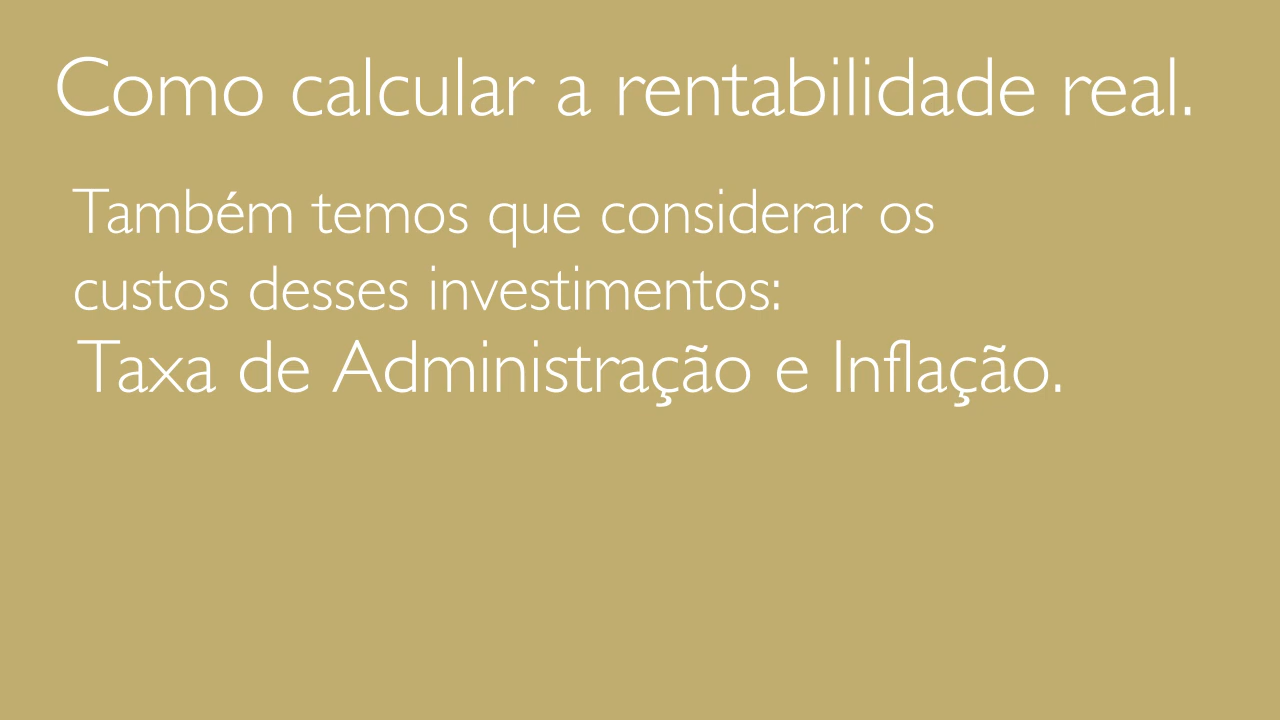 Como calcular a rentabilidade real.
Também temos que considerar os
custos desses investimentos:
Taxa de Administração e Inflação.